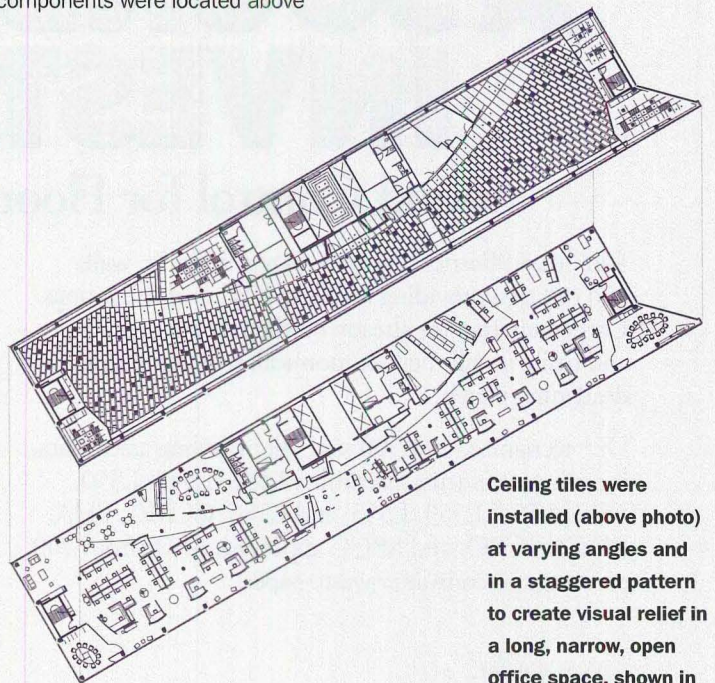 components were located above
Ceiling tiles were
installed (above photo)
at varying angles and
in a staggered pattern
to create visual relief in
a long, narrow, open
office space, shown in